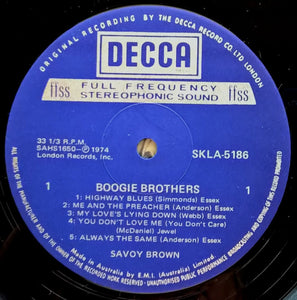 ORIGINAL RECORDING BY THE DECCA RECORD CO. LTD LONDON
DECCA
ffss FULL FREQUENCY ffss
STEREOPHONIC SOUND
33 1/3 R.P.M.
SAHS1650-Ⓟ1974
London Records, Inc.
SKLA-5186
1 BOOGIE BROTHERS 1
1: HIGHWAY BLUES (Simmonds) Essex
2: ME AND THE PREACHER (Anderson) Essex
3: MY LOVE'S LYING DOWN (Webb) Essex
4: YOU DON'T LOVE ME (You Don't Care)
(McDaniel) Jewel
5: ALWAYS THE SAME (Anderson) Essex
SAVOY BROWN
Made in Australia by E.M.I. (Australia) Limited
ALL RIGHTS OF THE MANUFACTURER AND OF THE OWNER OF THE RECORDED WORK RESERVED-UNAUTHORISED PUBLIC PERFORMANCE BROADCASTING AND COPYING OF THIS RECORD PROHIBITED